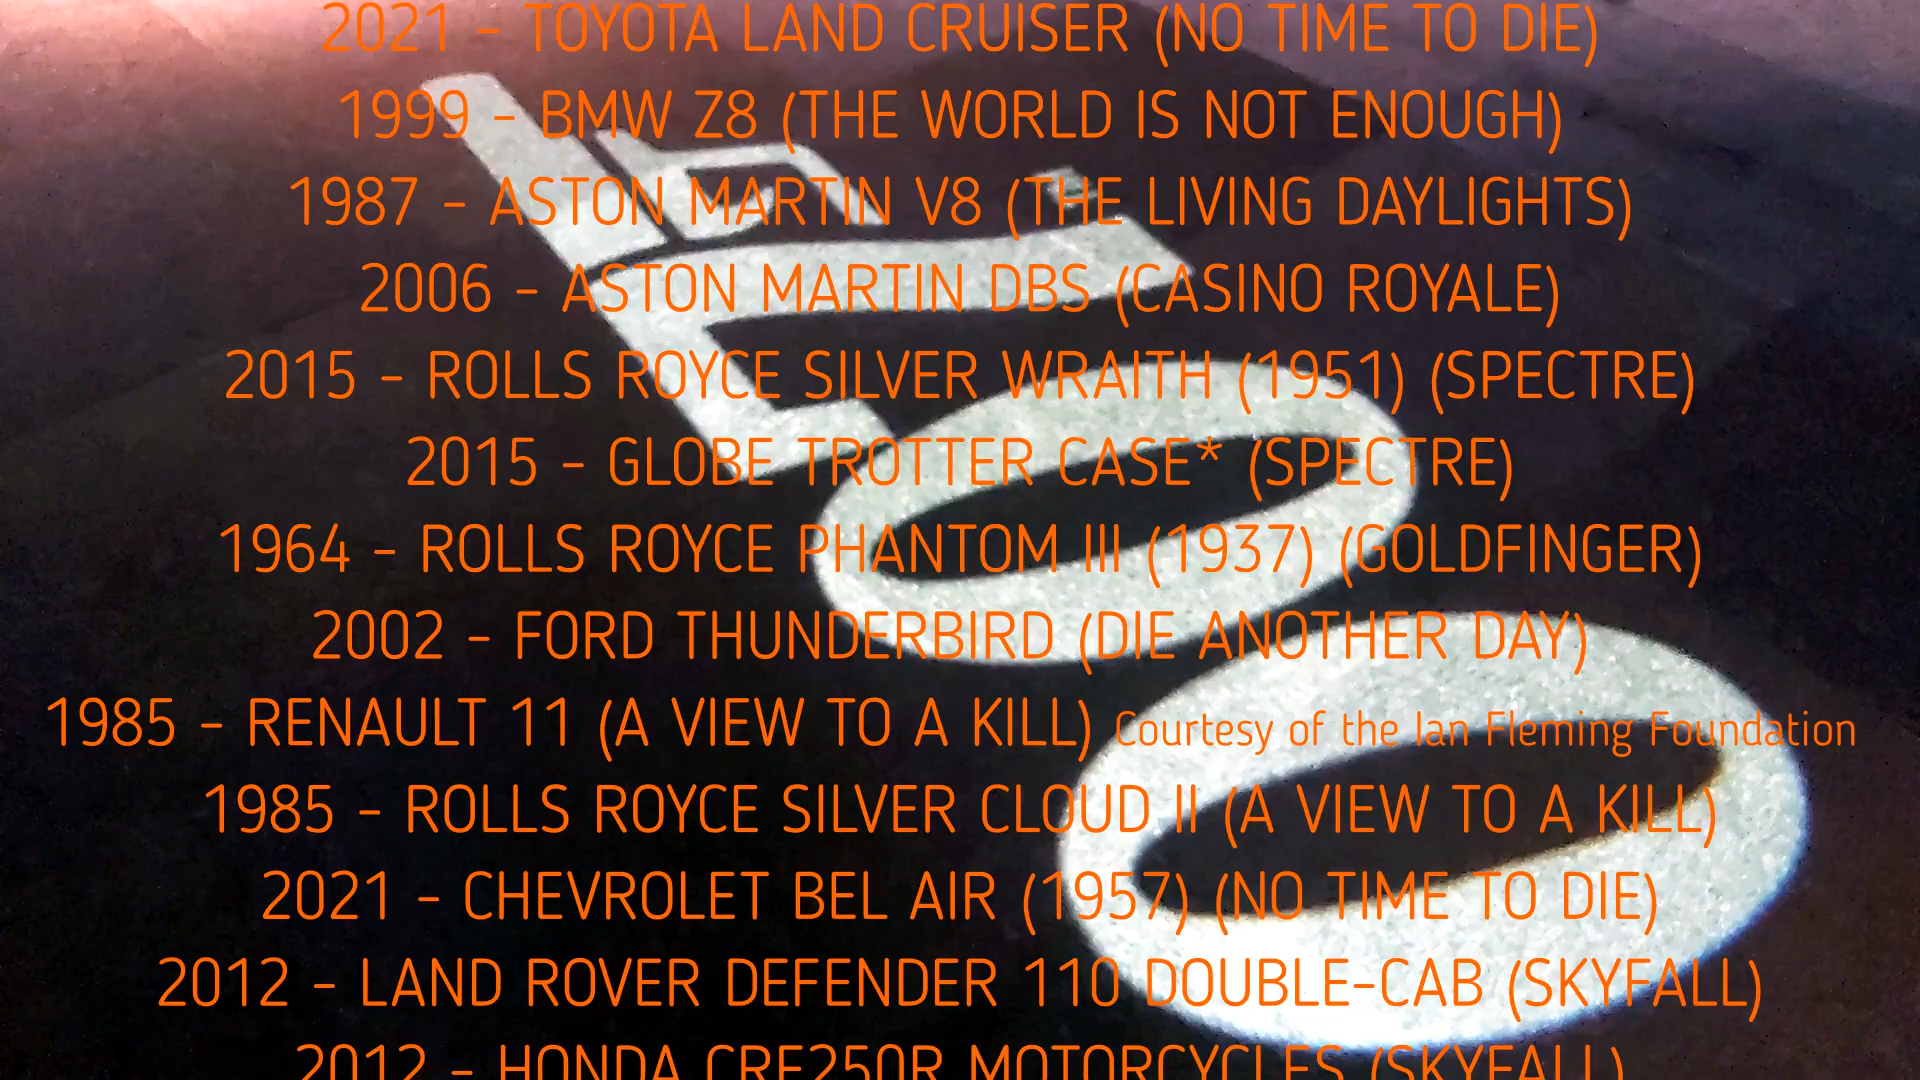 2021 - TOYOTA LAND CRUISER (NO TIME TO DIE)
1999 - BMW Z8 (THE WORLD IS NOT ENOUGH)
1987 - ASTON MARTIN V8 (THE LIVING DAYLIGHTS)
2006 - ASTON MARTIN DBS (CASINO ROYALE)
2015 - ROLLS ROYCE SILVER WRAITH (1951) (SPECTRE)
2015 - GLOBE TROTTER CASE* (SPECTRE)
1964 - ROLLS ROYCE PHANTOM III (1937) (GOLDFINGER)
2002 - FORD THUNDERBIRD (DIE ANOTHER DAY)
1985 - RENAULT 11 (A VIEW TO A KILL) Courtesy of the Ian Fleming Foundation
1985 - ROLLS ROYCE SILVER CLOUD II (A VIEW TO A KILL)
2021 - CHEVROLET BEL AIR (1957) (NO TIME TO DIE)
2012 - LAND ROVER DEFENDER 110 DOUBLE-CAB (SKYFALL)
2012 - HONDA CRF250R MOTORCYCLES (SKYFALL)
007